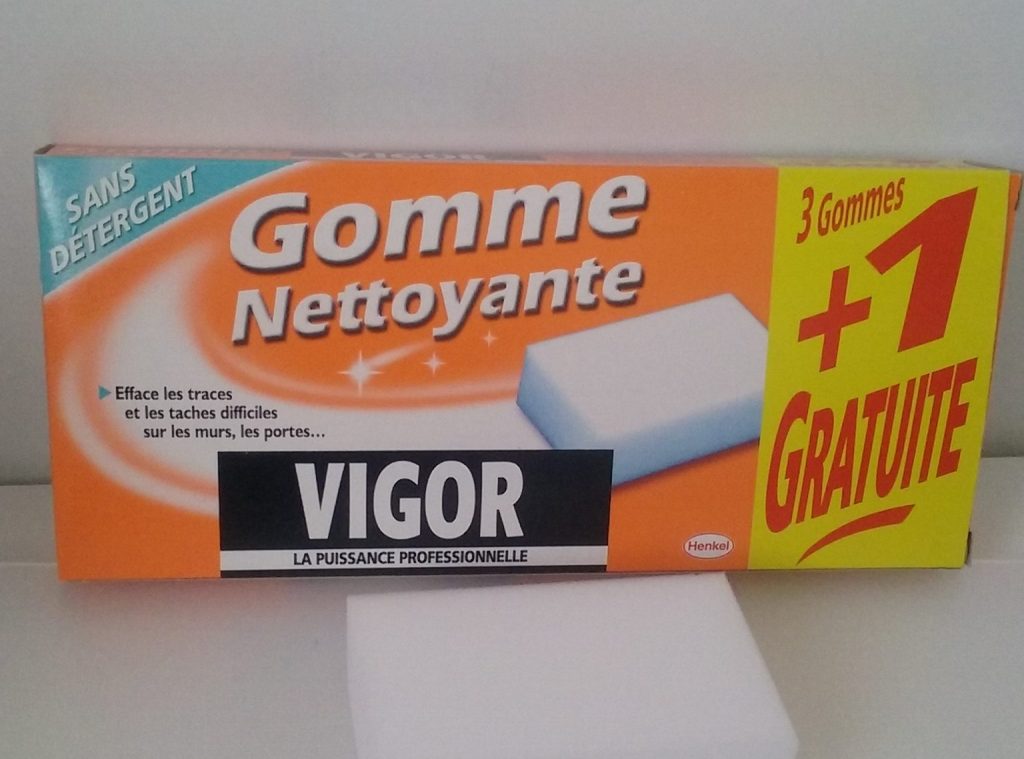 VIGOR
SANS
DÉTERGENT
Gomme
Nettoyante
Efface les traces
et les taches difficiles
sur les murs, les portes...
VIGOR
LA PUISSANCE PROFESSIONNELLE
Henkel
3 Gommes
+1
GRATUITE